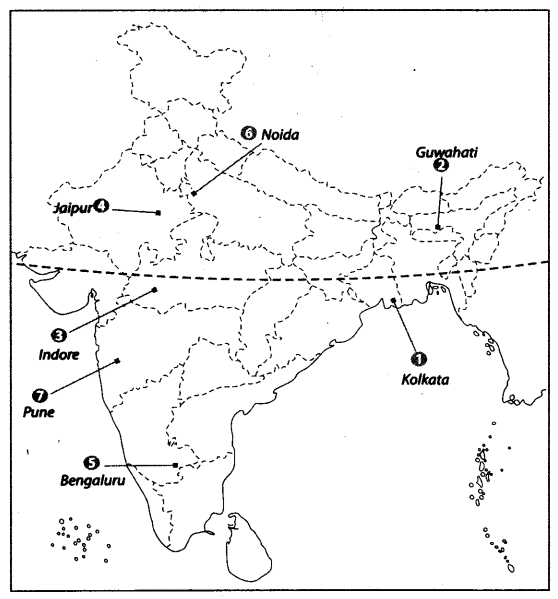 6 Noida
Guwahati
2
Jaipur 4
3
Indore
1
Kolkata
7
Pune
5
Bengaluru